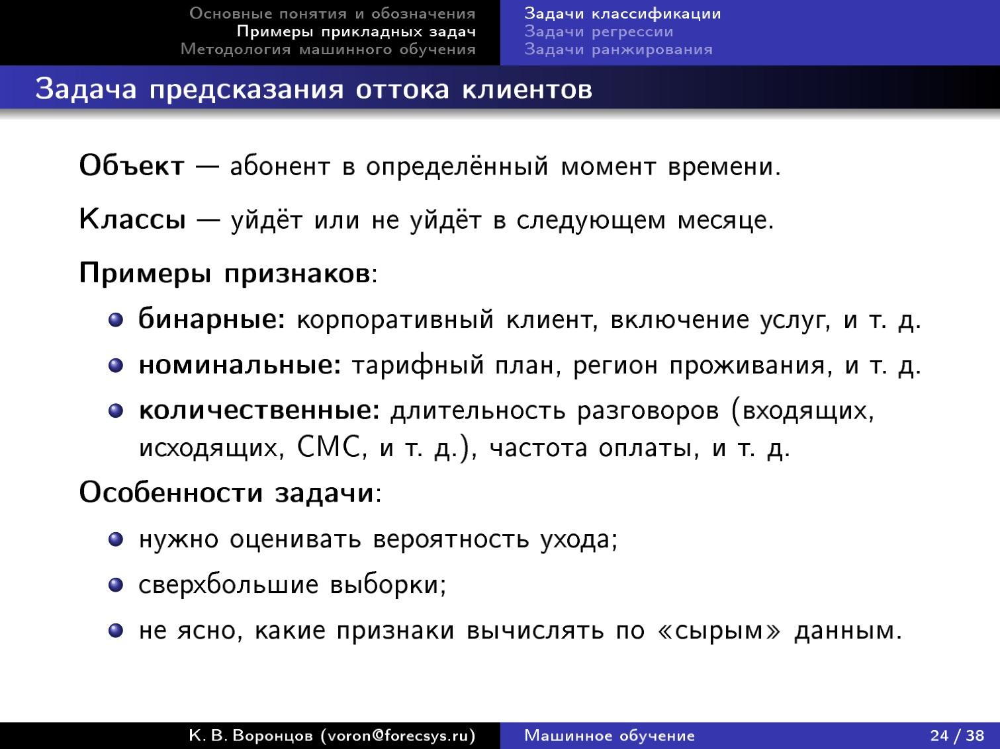 Основные понятия и обозначения
Примеры прикладных задач
Методология машинного обучения
Задачи классификации
Задачи регрессии
Задачи ранжирования
Задача предсказания оттока клиентов
Объект — абонент в определённый момент времени.
Классы — уйдёт или не уйдёт в следующем месяце.
Примеры признаков:
бинарные: корпоративный клиент, включение услуг, и т. д.
номинальные: тарифный план, регион проживания, и т. д.
количественные: длительность разговоров (входящих,
исходящих, СМС, и т. д.), частота оплаты, и т. д.
Особенности задачи:
нужно оценивать вероятность ухода;
сверхбольшие выборки;
не ясно, какие признаки вычислять по «сырым» данным.
К. В. Воронцов (voron@forecsys.ru)
Машинное обучение
24 / 38